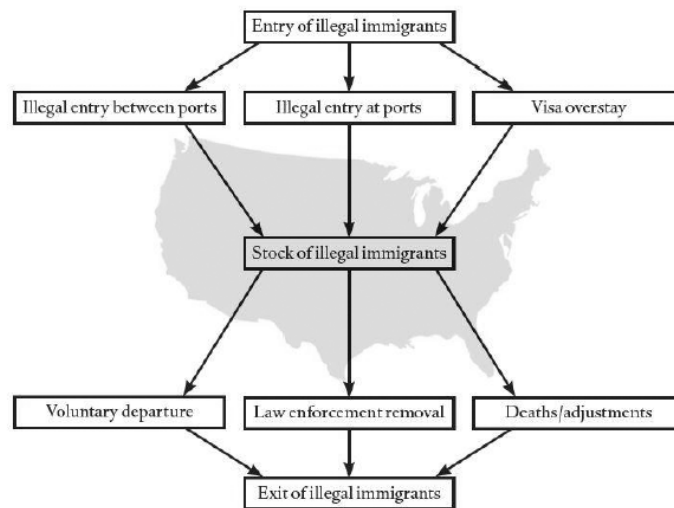 Entry of illegal immigrants
Illegal entry between ports
Illegal entry at ports
Visa overstay
Stock of illegal immigrants
Voluntary departure
Law enforcement removal
Deaths/adjustments
Exit of illegal immigrants